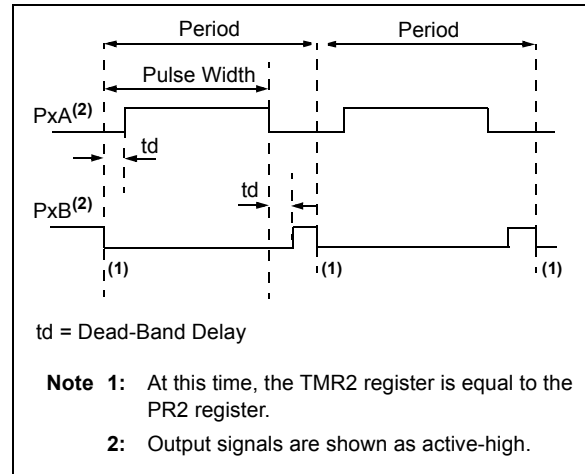 Period Period
Pulse Width
PxA(2)
td
td
PxB(2)
(1) (1) (1)
td = Dead-Band Delay
Note 1: At this time, the TMR2 register is equal to the
PR2 register.
2: Output signals are shown as active-high.